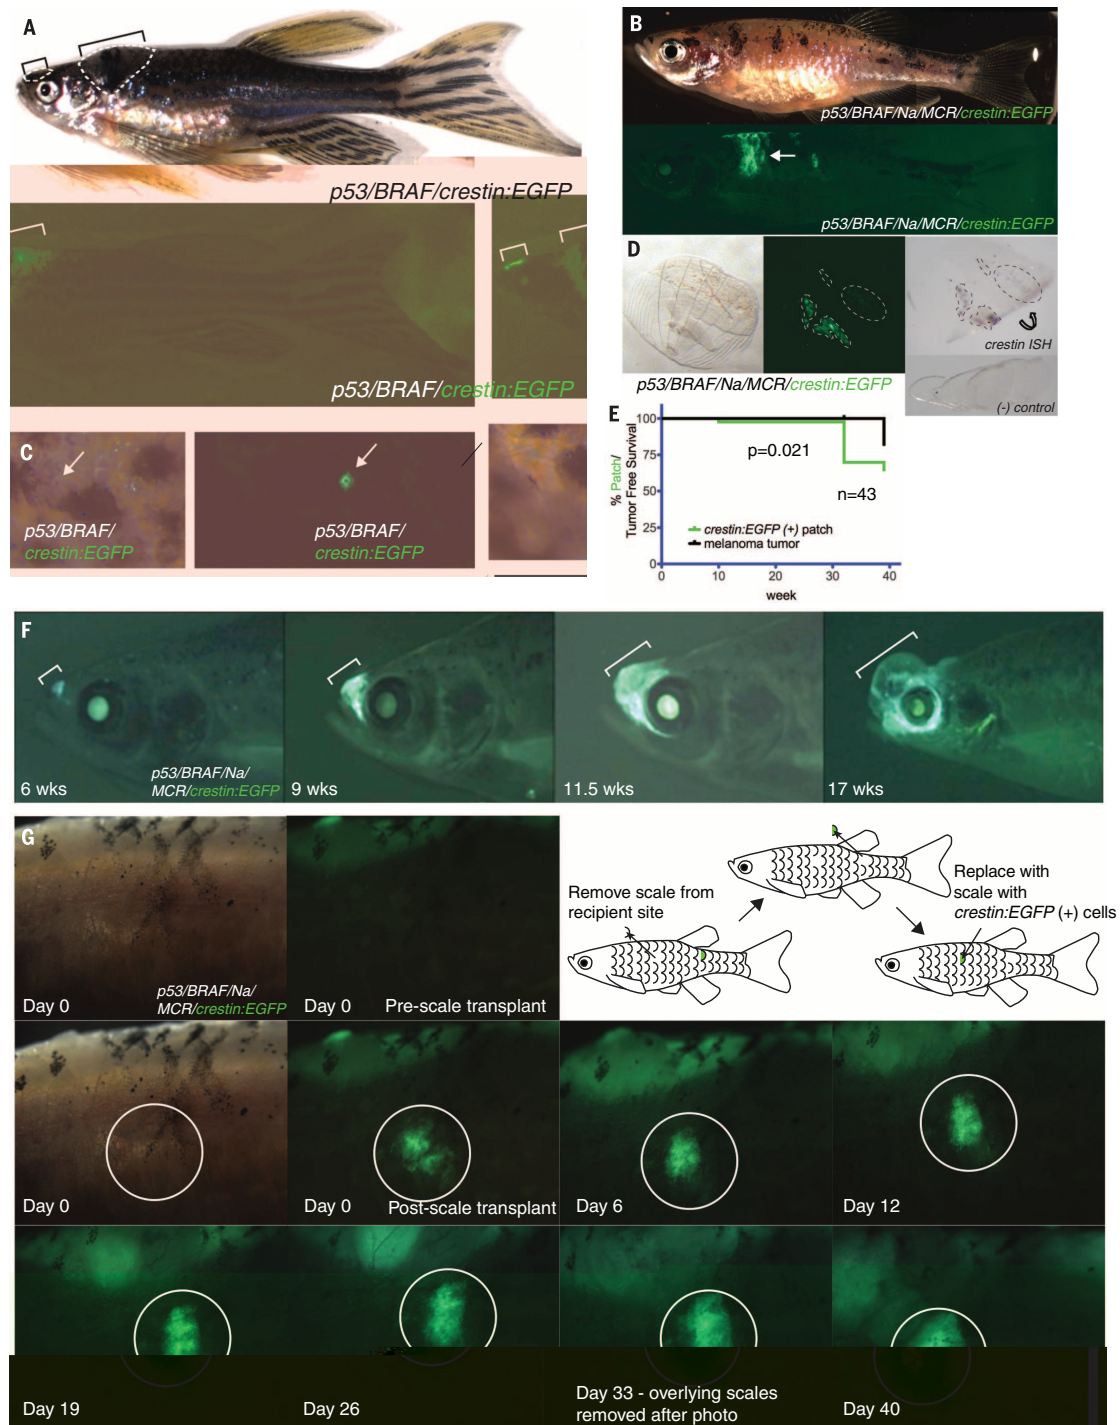 A
p53/BRAF/crestin:EGFP
p53/BRAF/crestin:EGFP
C
p53/BRAF/
crestin:EGFP
p53/BRAF/
crestin:EGFP
B
p53/BRAF/Na/MCR/crestin:EGFP
p53/BRAF/Na/MCR/crestin:EGFP
D
crestin ISH
p53/BRAF/Na/MCR/crestin:EGFP
(-) control
E
% Patch/
Tumor Free Survival
100
75
50
25
0
p=0.021
n=43
crestin:EGFP (+) patch
melanoma tumor
0
10
20
30
40
week
F
6 wks
p53/BRAF/Na/
MCR/crestin:EGFP
9 wks
11.5 wks
17 wks
G
Day 0
p53/BRAF/Na/
MCR/crestin:EGFP
Day 0
Pre-scale transplant
Remove scale from
recipient site
Replace with
scale with
crestin:EGFP (+) cells
Day 0
Day 0
Post-scale transplant
Day 6
Day 12
Day 19
Day 26
Day 33 - overlying scales
removed after photo
Day 40